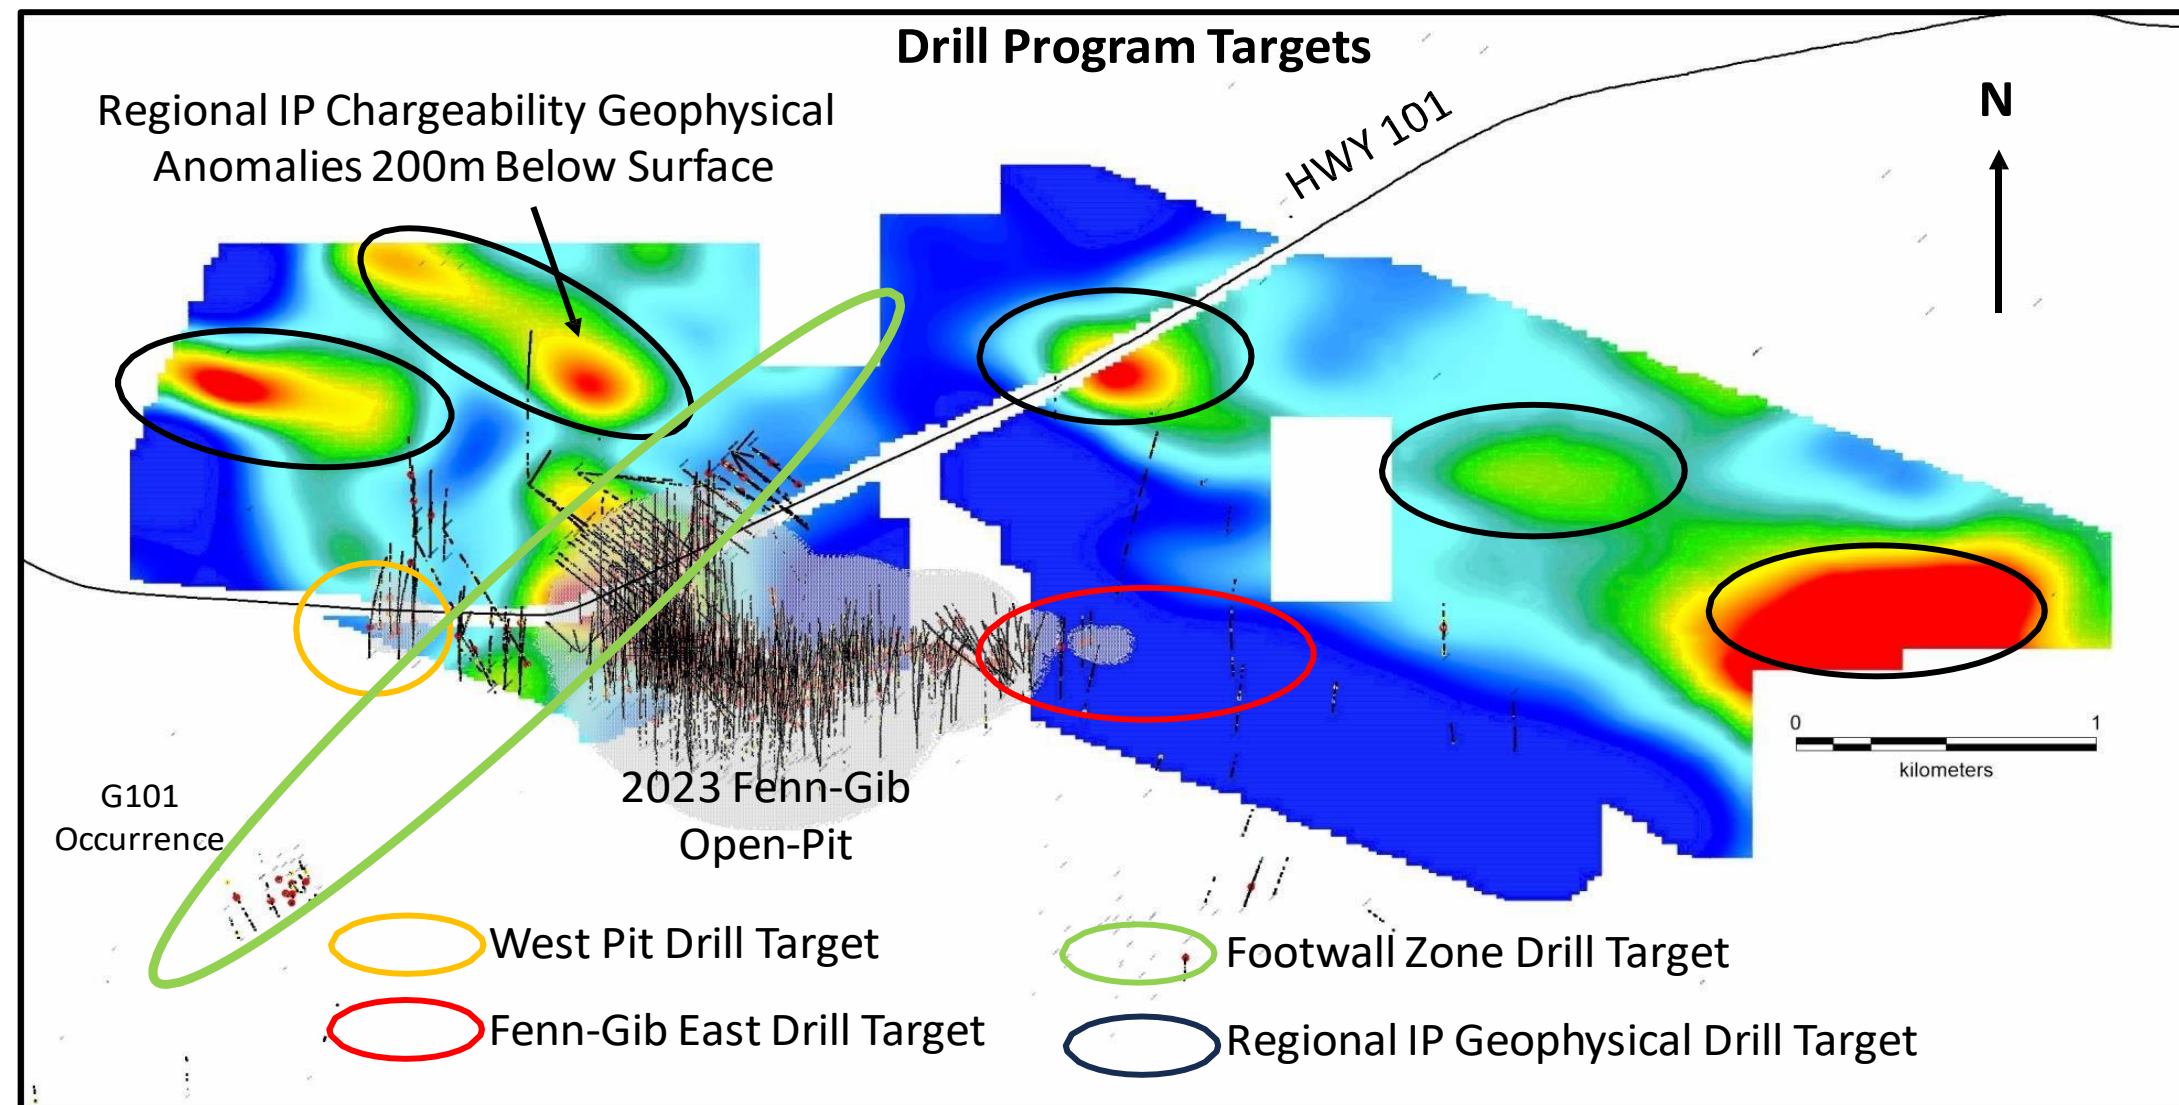 Drill Program Targets
Regional IP Chargeability Geophysical
Anomalies 200m Below Surface
HWY 101
N
0 1
kilometers
2023 Fenn-Gib
Open-Pit
G101
Occurrence
West Pit Drill Target
Footwall Zone Drill Target
Fenn-Gib East Drill Target
Regional IP Geophysical Drill Target